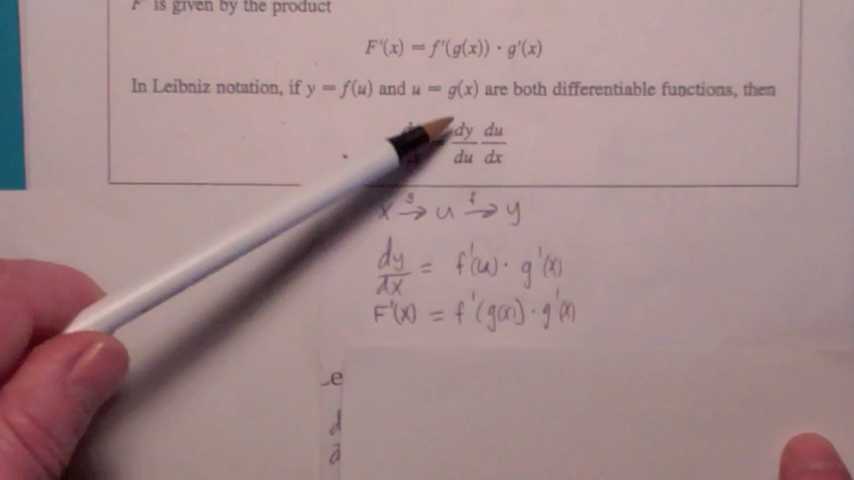 F' is given by the product
F'(x) = f'(g(x)) · g'(x)
In Leibniz notation, if y = f(u) and u = g(x) are both differentiable functions, then
dy du
du dx
x →g u →f y
dy/dx = f'(u) · g'(x)
F'(x) = f'(g(x)) · g'(x)